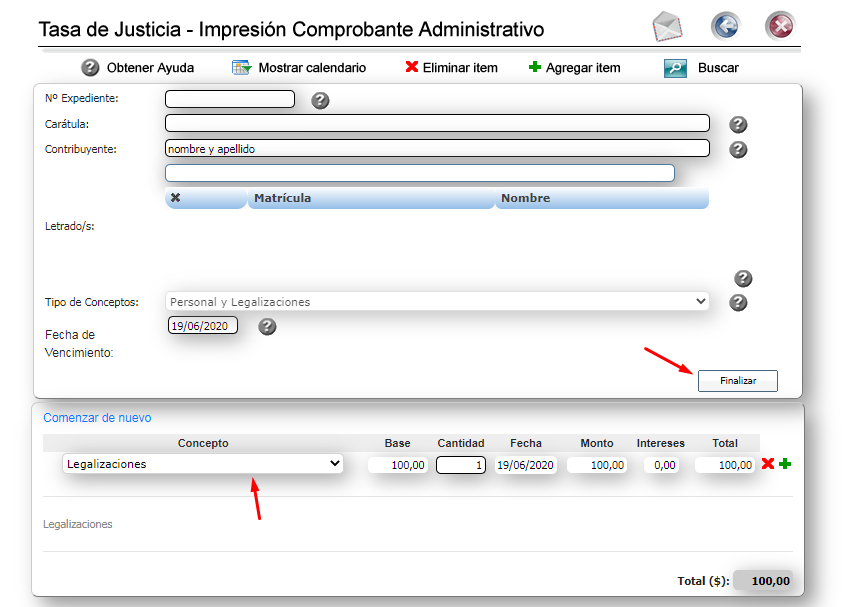 Tasa de Justicia - Impresión Comprobante Administrativo
Obtener Ayuda Mostrar calendario Eliminar item Agregar item Buscar
Nº Expediente:
Carátula:
Contribuyente: nombre y apellido
Matrícula Nombre
Letrado/s:
Tipo de Conceptos: Personal y Legalizaciones
Fecha de 19/06/2020
Vencimiento:
Finalizar
Comenzar de nuevo
Concepto Base Cantidad Fecha Monto Intereses Total
Legalizaciones 100,00 1 19/06/2020 100,00 0,00 100,00
Legalizaciones
Total ($): 100,00